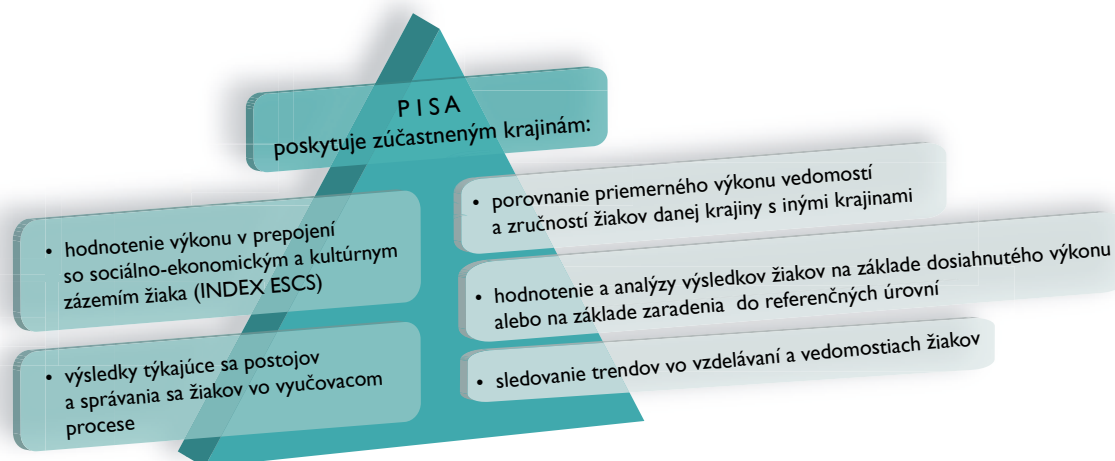 PISA
poskytuje zúčastneným krajinám:
• hodnotenie výkonu v prepojení
so sociálno-ekonomickým a kultúrnym
zázemím žiaka (INDEX ESCS)
• výsledky týkajúce sa postojov
a správania sa žiakov vo vyučovacom
procese
• porovnanie priemerného výkonu vedomostí
a zručností žiakov danej krajiny s inými krajinami
• hodnotenie a analýzy výsledkov žiakov na základe dosiahnutého výkonu
alebo na základe zaradenia do referenčných úrovní
• sledovanie trendov vo vzdelávaní a vedomostiach žiakov